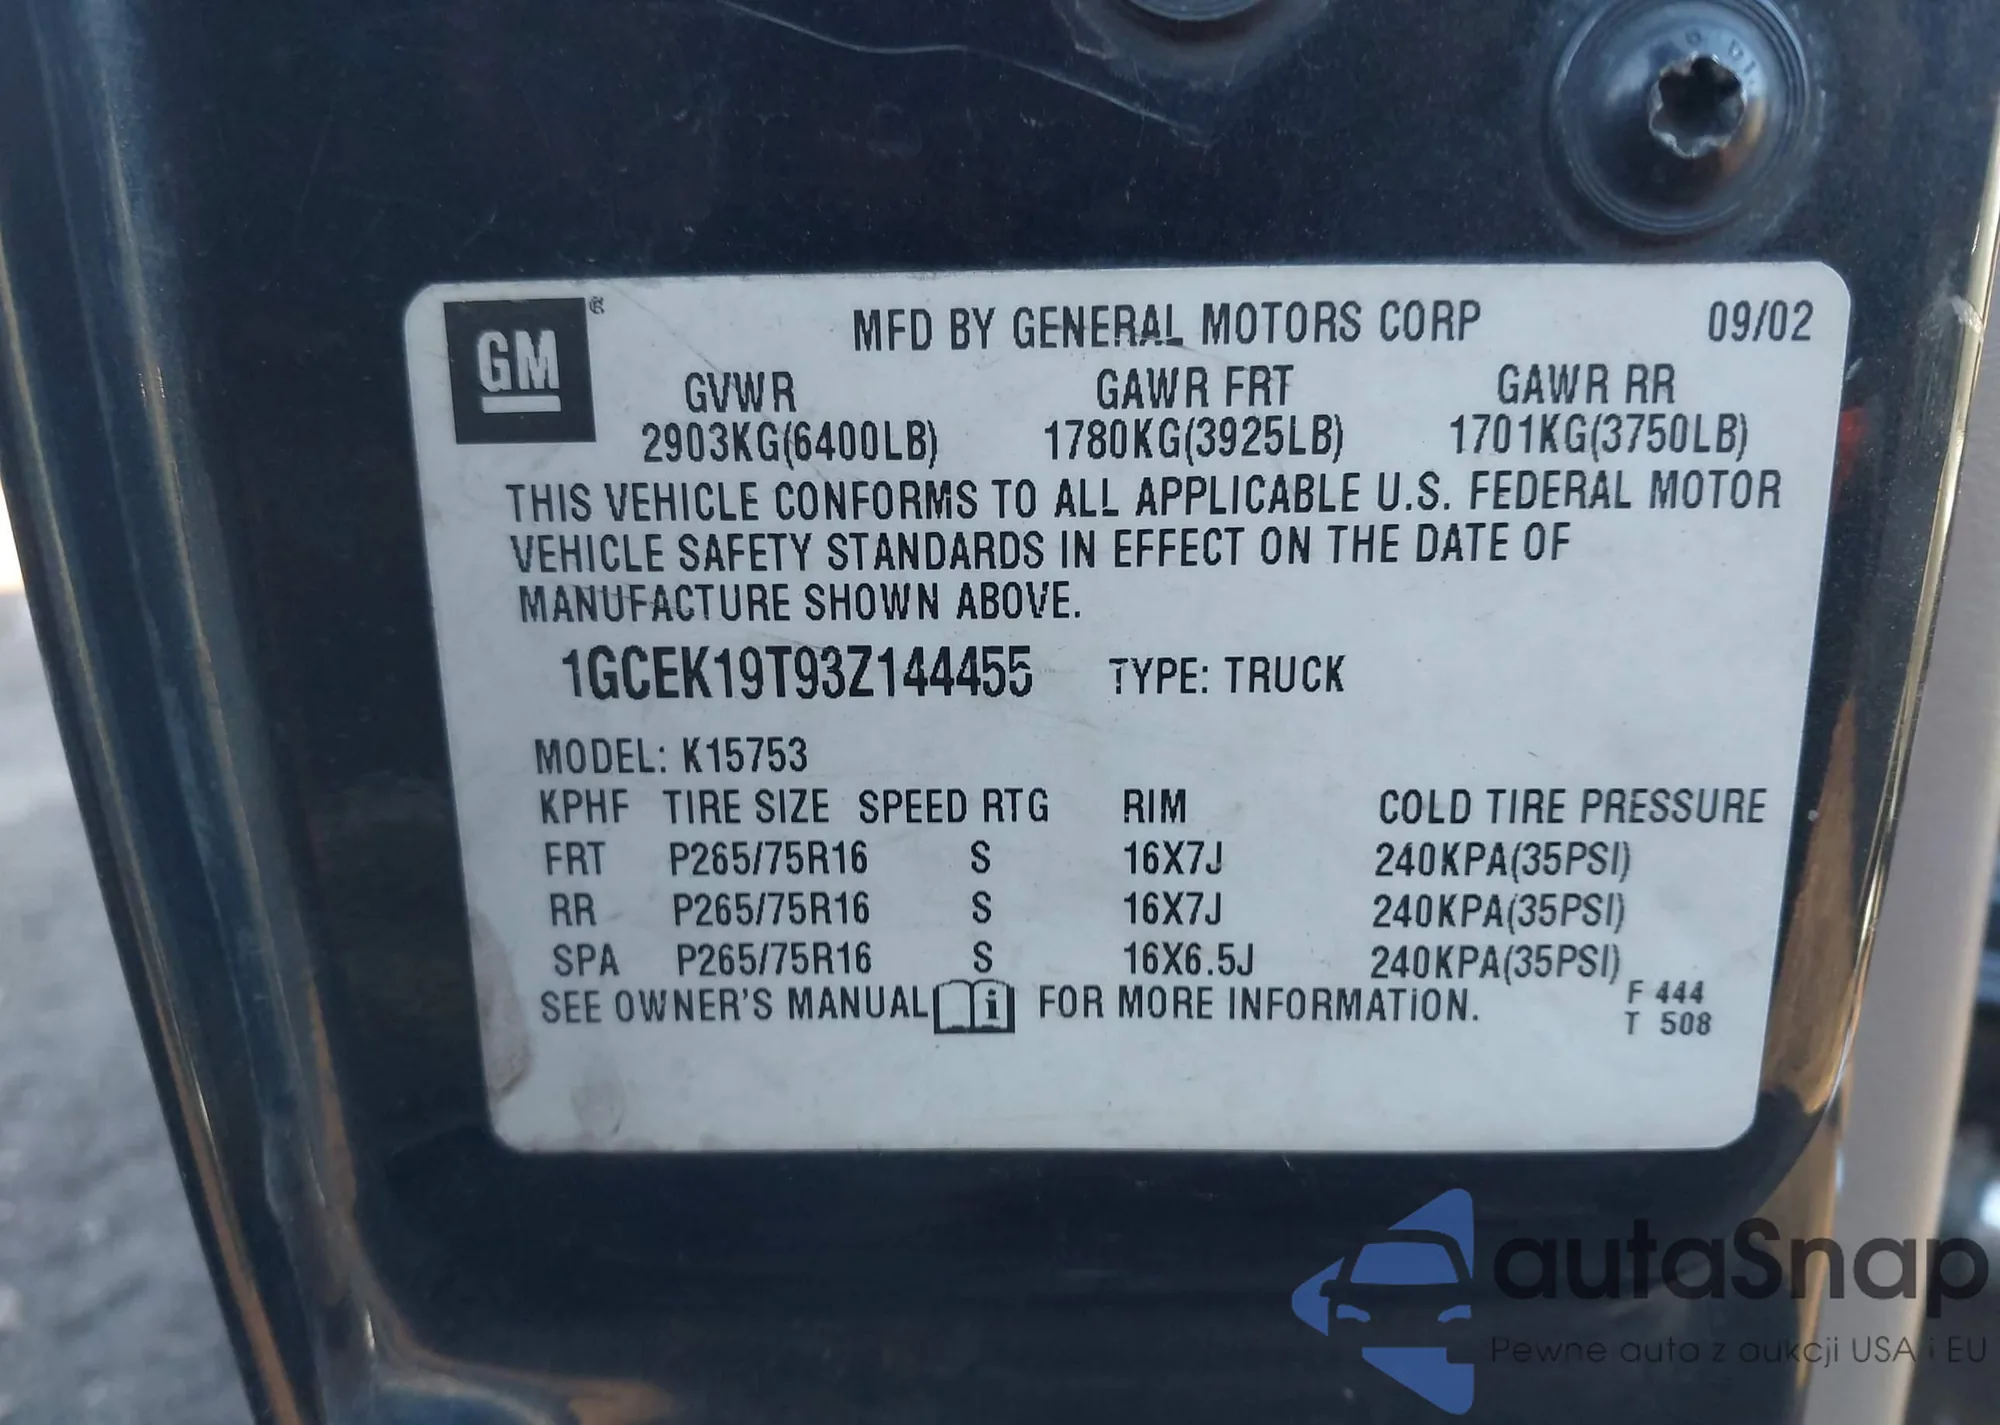 GM
MFD BY GENERAL MOTORS CORP 09/02
GVWR GAWR FRT GAWR RR
2903KG(6400LB) 1780KG(3925LB) 1701KG(3750LB)
THIS VEHICLE CONFORMS TO ALL APPLICABLE U.S. FEDERAL MOTOR
VEHICLE SAFETY STANDARDS IN EFFECT ON THE DATE OF
MANUFACTURE SHOWN ABOVE.
1GCEK19T93Z144455 TYPE: TRUCK
MODEL: K15753
KPHF TIRE SIZE SPEED RTG RIM COLD TIRE PRESSURE
FRT P265/75R16 S 16X7J 240KPA(35PSI)
RR P265/75R16 S 16X7J 240KPA(35PSI)
SPA P265/75R16 S 16X6.5J 240KPA(35PSI)
SEE OWNER'S MANUAL i FOR MORE INFORMATION.
F 444
T 508
autaSnap
Pewne auta z aukcji USA i EU